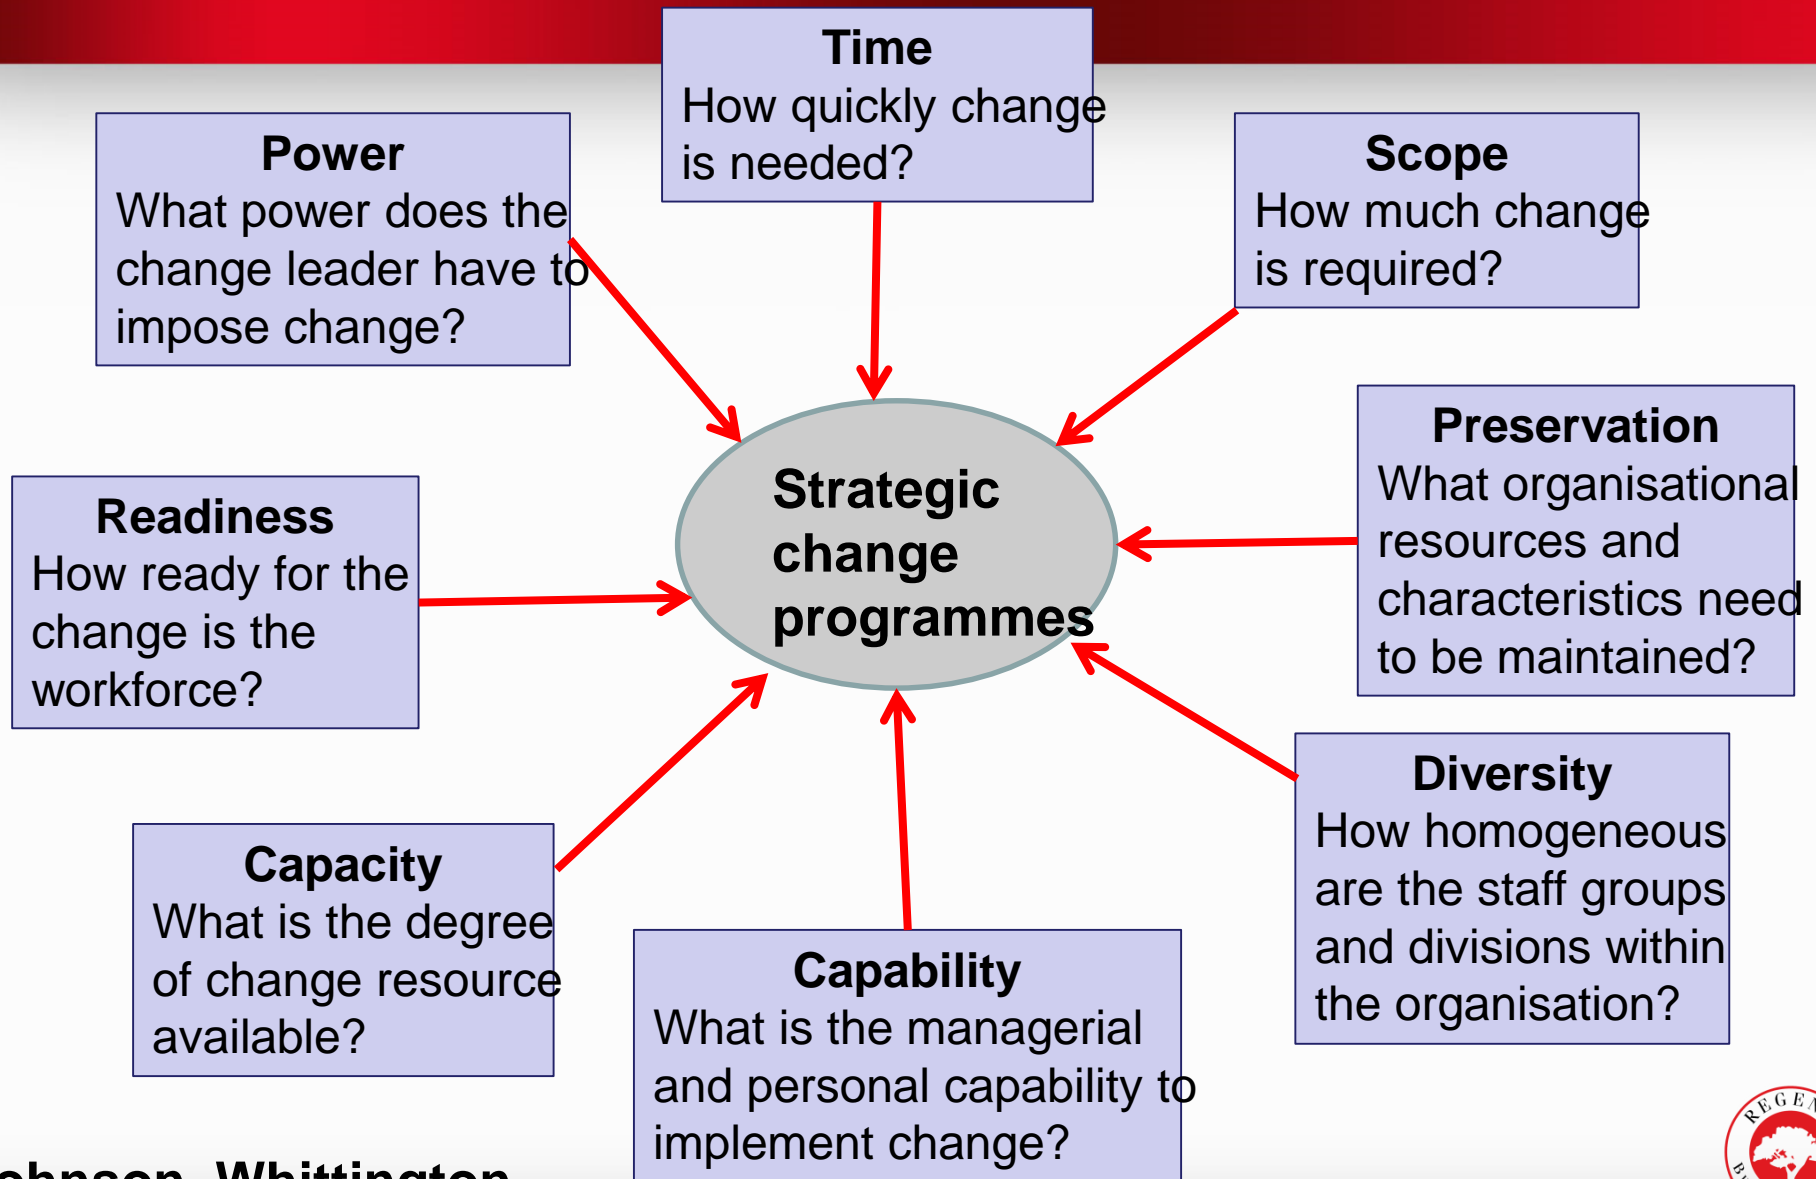 Time
How quickly change
is needed?
Power
What power does the
change leader have to
impose change?
Scope
How much change
is required?
Preservation
What organisational
resources and
characteristics need
to be maintained?
Strategic
change
programmes
Readiness
How ready for the
change is the
workforce?
Diversity
How homogeneous
are the staff groups
and divisions within
the organisation?
Capacity
What is the degree
of change resource
available?
Capability
What is the managerial
and personal capability to
implement change?
Whittington